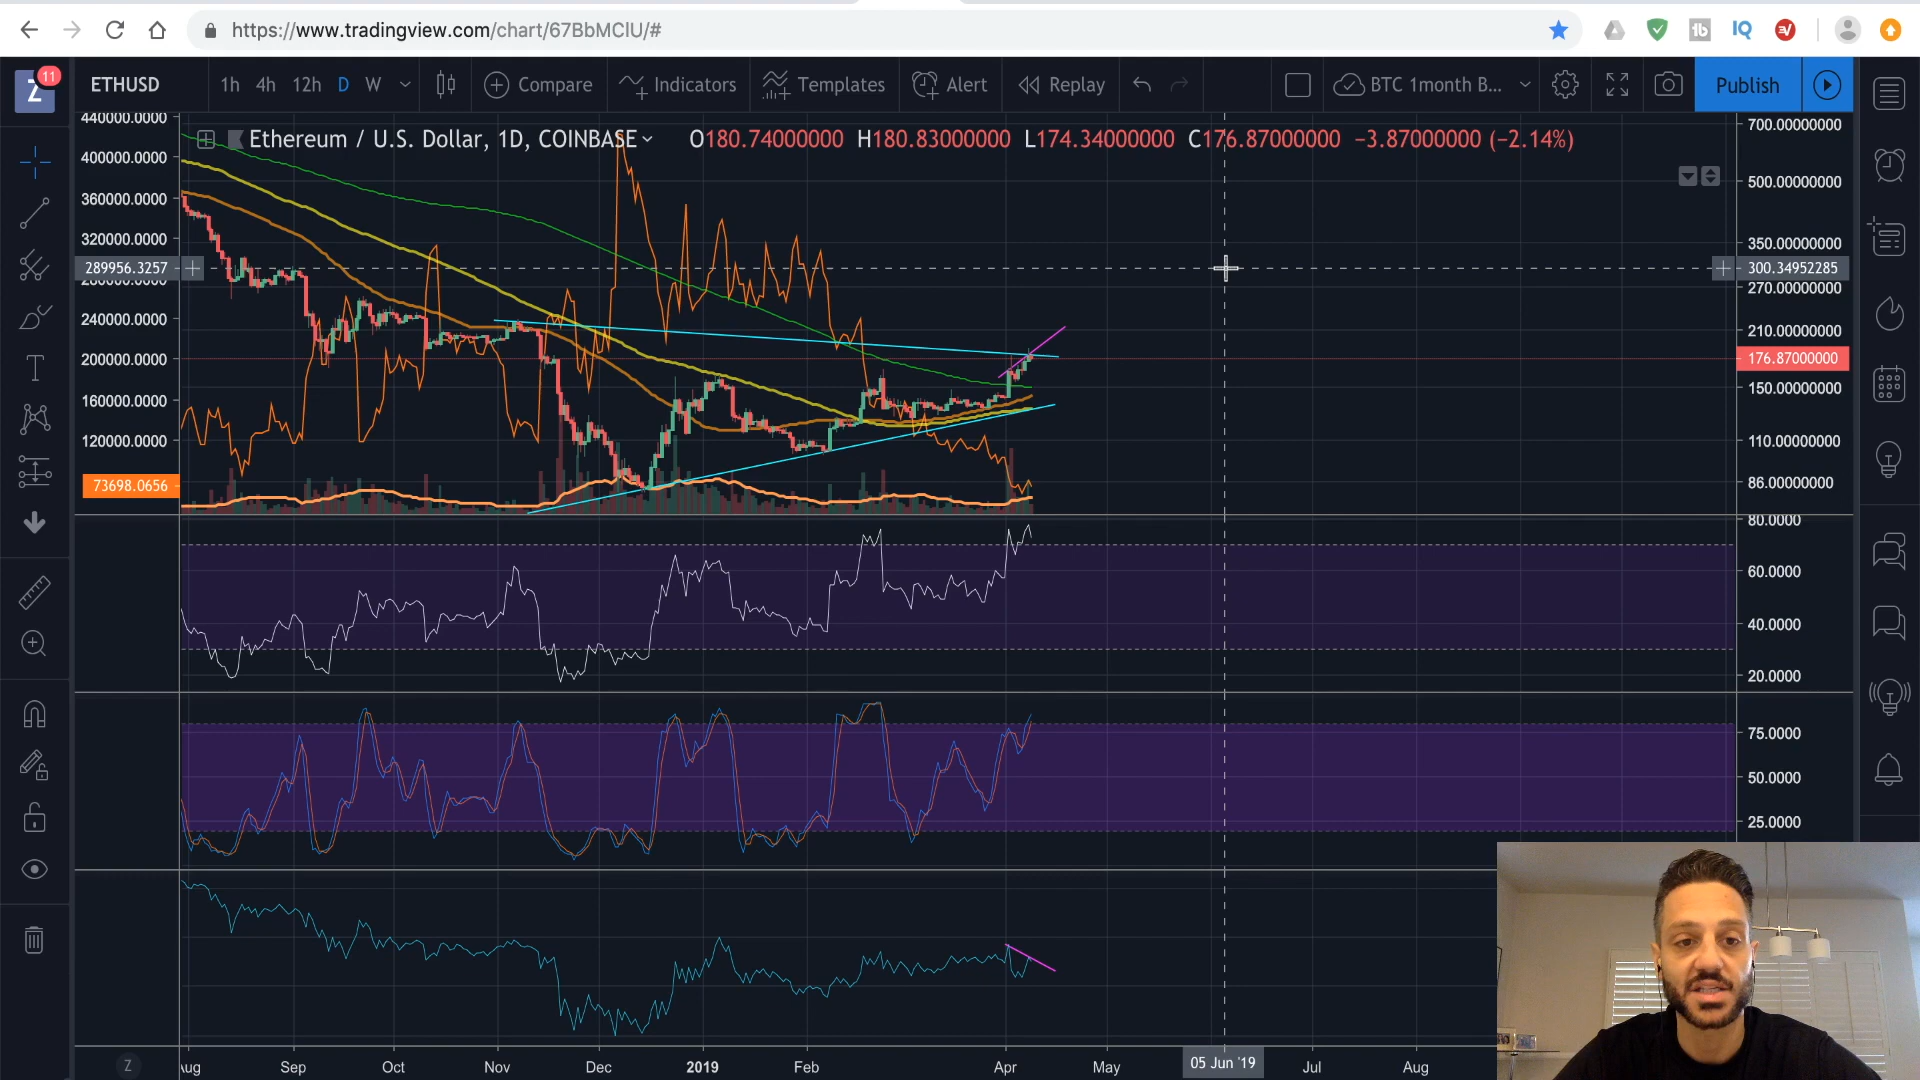 https://www.tradingview.com/chart/67BbMClU/#
11
Z
ETHUSD
1h 4h 12h D W
Compare
Indicators
Templates
Alert
Replay
BTC 1month B...
Publish
Ethereum / U.S. Dollar, 1D, COINBASE
O180.74000000 H180.83000000 L174.34000000 C176.87000000 −3.87000000 (−2.14%)
440000.0000
400000.0000
360000.0000
320000.0000
289956.3257
240000.0000
200000.0000
160000.0000
120000.0000
73698.0656
700.00000000
500.00000000
350.00000000
300.34952285
270.00000000
210.00000000
176.87000000
150.00000000
110.00000000
86.00000000
80.0000
60.0000
40.0000
20.0000
75.0000
50.0000
25.0000
Z
Aug Sep Oct Nov Dec 2019 Feb Apr May 05 Jun '19 Jul Aug